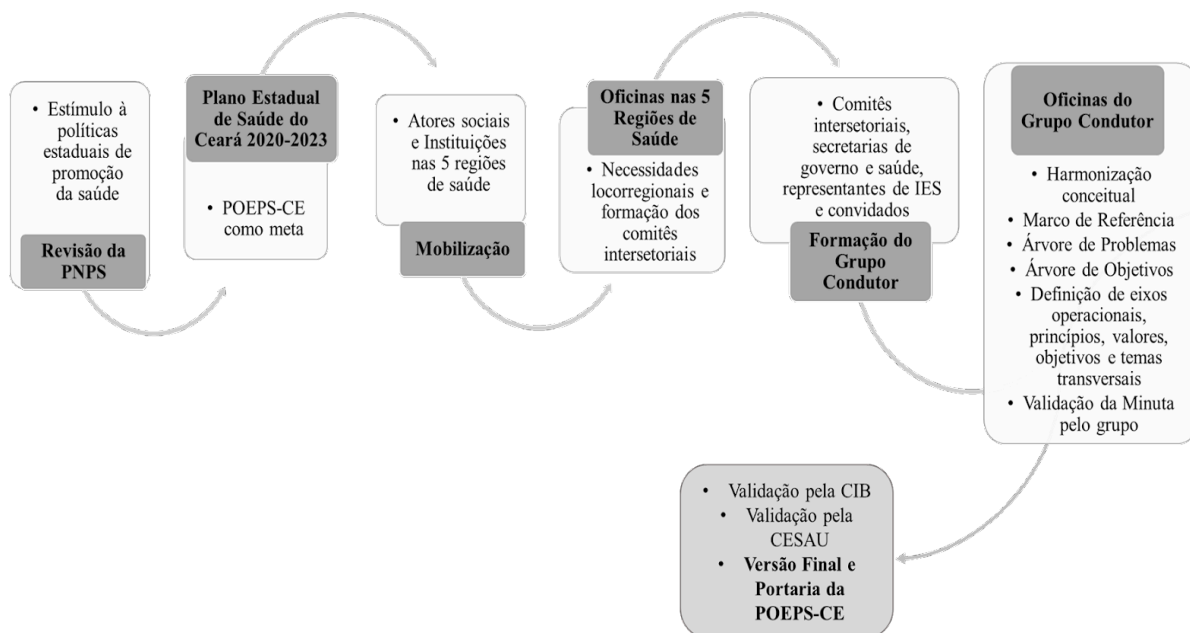 • Estímulo à
políticas
estaduais de
promoção
da saúde
Revisão da
PNPS
Plano Estadual
de Saúde do
Ceará 2020-2023
• POEPS-CE
como meta
• Atores sociais
e Instituições
nas 5 regiões
de saúde
Mobilização
Oficinas nas 5
Regiões de
Saúde
• Necessidades
locorregionais e
formação dos
comitês
intersetoriais
• Comitês
intersetoriais,
secretarias de
governo e saúde,
representantes de IES
e convidados
Formação do
Grupo
Condutor
Oficinas do
Grupo Condutor
• Harmonização
conceitual
• Marco de Referência
• Árvore de Problemas
• Árvore de Objetivos
• Definição de eixos
operacionais,
princípios, valores,
objetivos e temas
transversais
• Validação da Minuta
pelo grupo
• Validação pela CIB
• Validação pela
CESAU
• Versão Final e
Portaria da
POEPS-CE